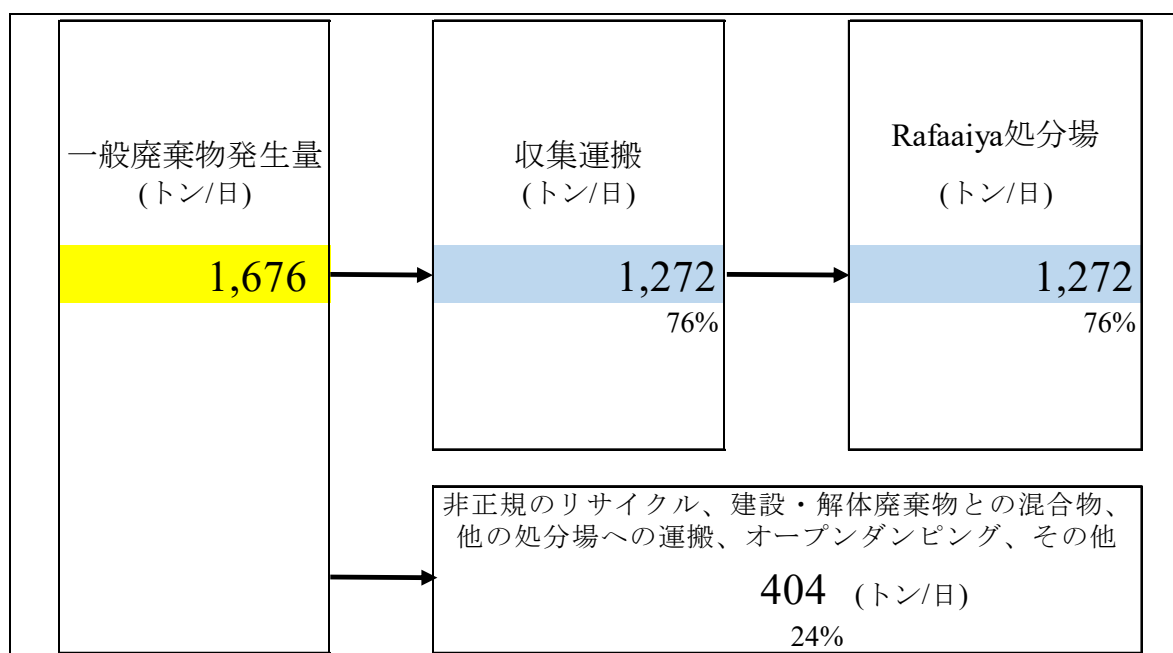 一般廃棄物発生量
(トン/日)
1,676
収集運搬
(トン/日)
1,272
76%
Rafaaiya処分場
(トン/日)
1,272
76%
非正規のリサイクル、建設・解体廃棄物との混合物、
他の処分場への運搬、オープンダンピング、その他
404 (トン/日)
24%